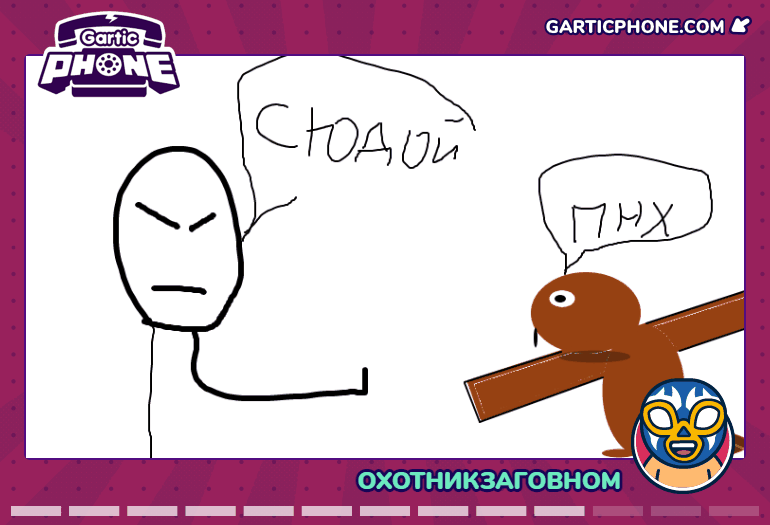 Gartic
PHONE
GARTICPHONE.COM
СЮДОЙ
ПНХ
ОХОТНИКЗАГОВНОМ